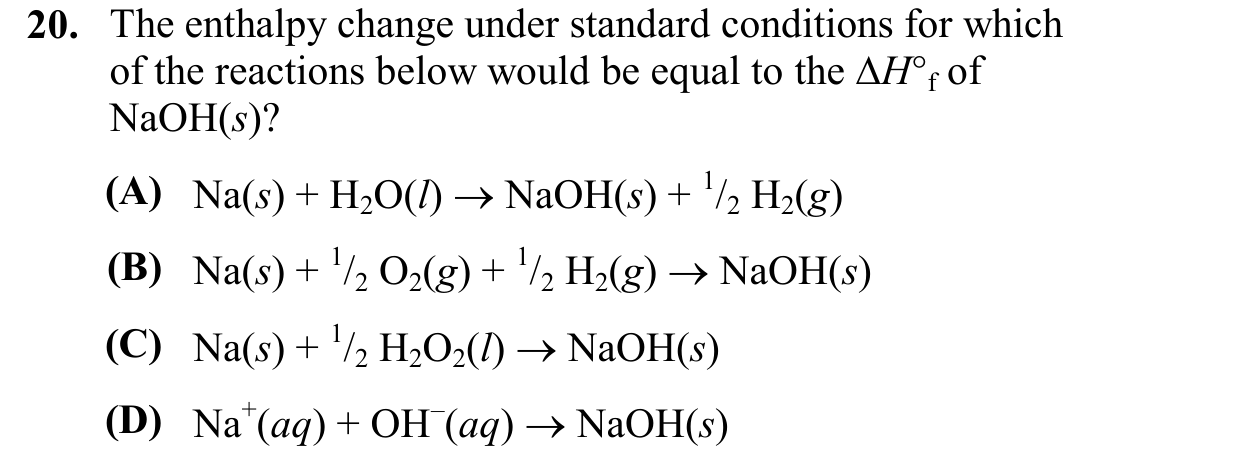 20. The enthalpy change under standard conditions for which
of the reactions below would be equal to the ΔH°f of
NaOH(s)?
(A) Na(s) + H₂O(l) → NaOH(s) + ¹/₂ H₂(g)
(B) Na(s) + ¹/₂ O₂(g) + ¹/₂ H₂(g) → NaOH(s)
(C) Na(s) + ¹/₂ H₂O₂(l) → NaOH(s)
(D) Na⁺(aq) + OH⁻(aq) → NaOH(s)